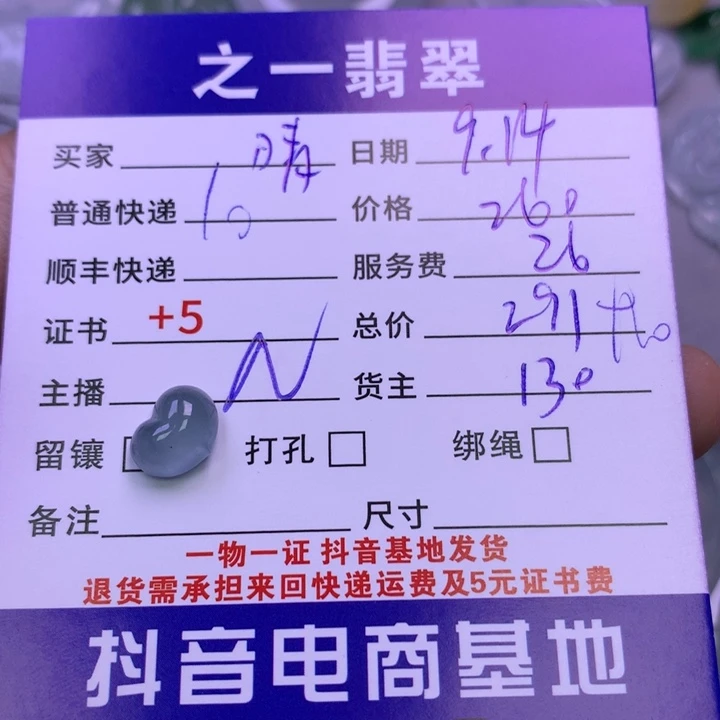 之一翡翠
买家 晴 日期 9.14
普通快递 10 价格 260
顺丰快递 服务费 26
证书 +5 总价 291 +10
主播 N 货主 130
留镶 打孔 绑绳
备注 尺寸
一物一证 抖音基地发货
退货需承担来回快递运费及5元证书费
抖音电商基地